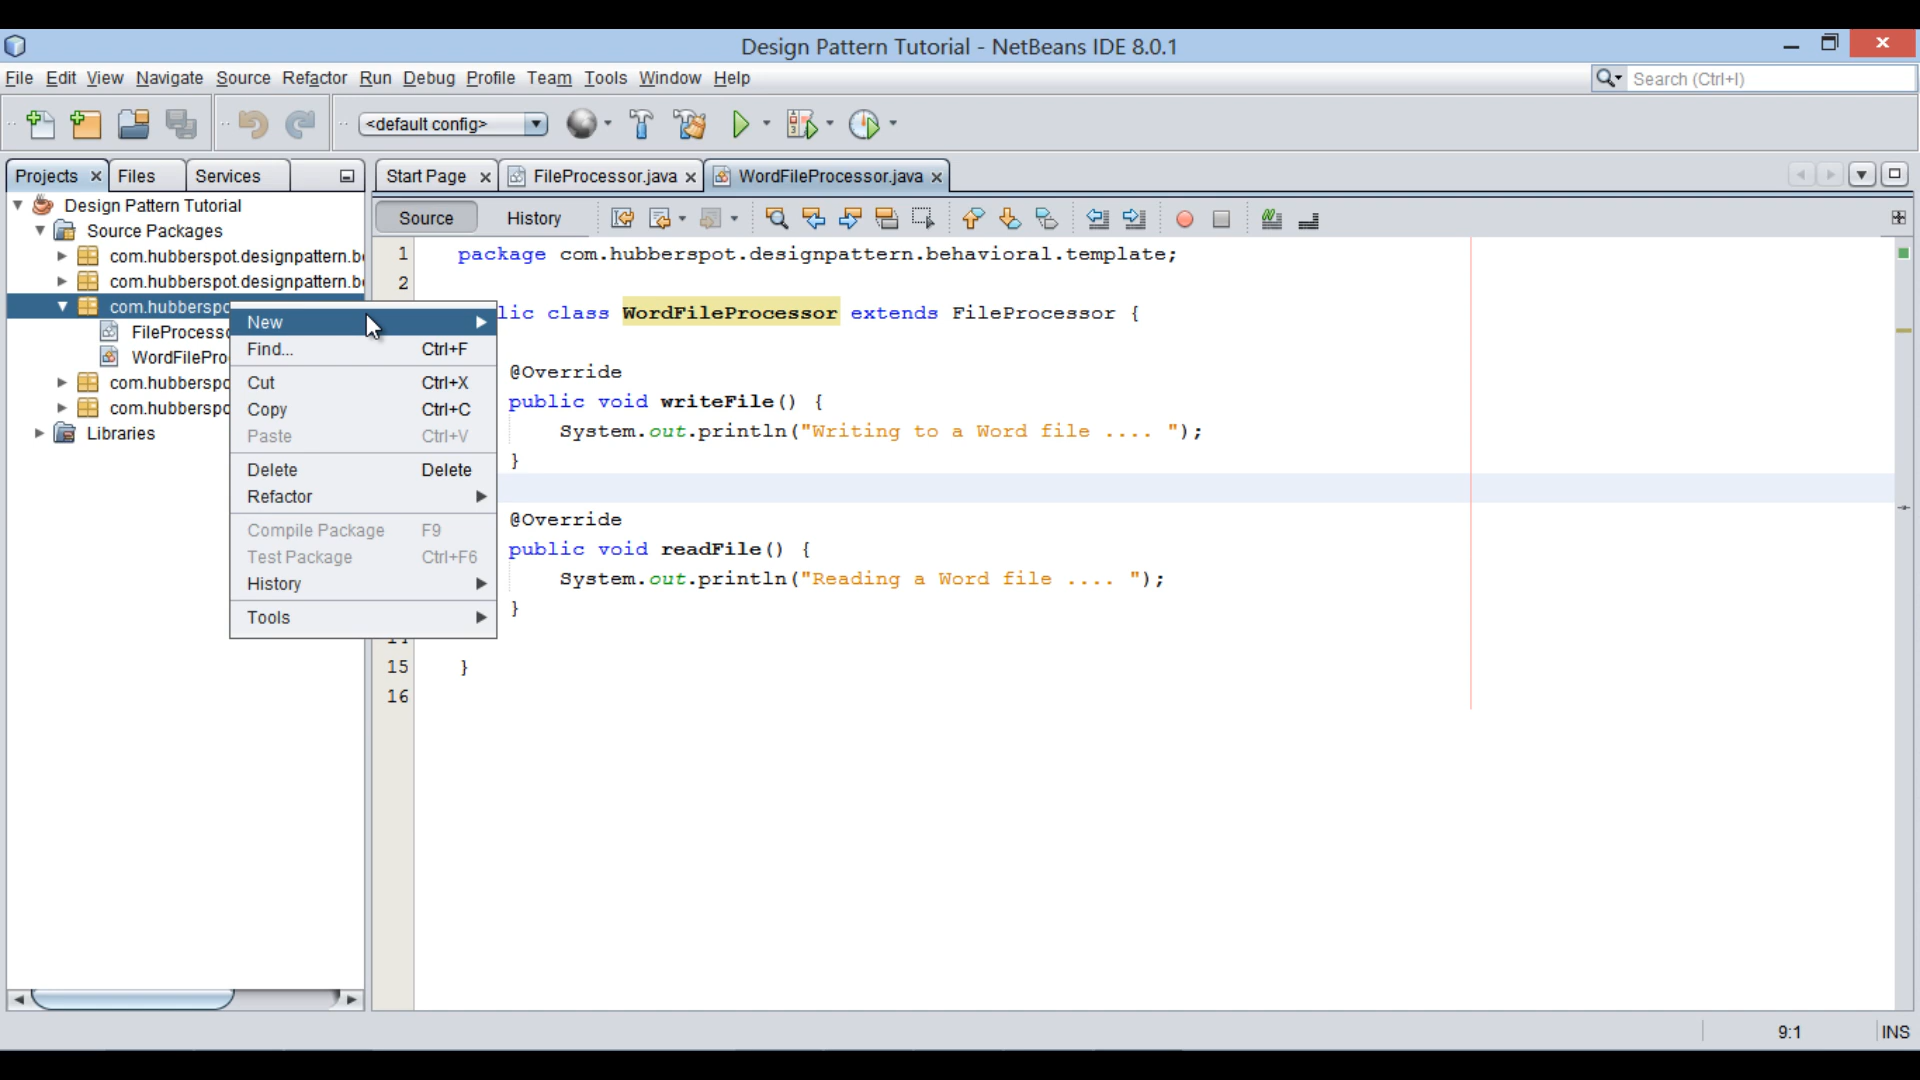 Design Pattern Tutorial - NetBeans IDE 8.0.1
File Edit View Navigate Source Refactor Run Debug Profile Team Tools Window Help
Search (Ctrl+I)
<default config>
Projects Files Services
Start Page FileProcessor.java WordFileProcessor.java
Design Pattern Tutorial
Source Packages
com.hubberspot.designpattern.b
com.hubberspot.designpattern.b
com.hubberspo
FileProcess
WordFilePro
com.hubberspo
com.hubberspo
Libraries
New
Find... Ctrl+F
Cut Ctrl+X
Copy Ctrl+C
Paste Ctrl+V
Delete Delete
Refactor
Compile Package F9
Test Package Ctrl+F6
History
Tools
Source History
1 package com.hubberspot.designpattern.behavioral.template;
2
lic class WordFileProcessor extends FileProcessor {
@Override
public void writeFile() {
System.out.println("Writing to a Word file .... ");
}
@Override
public void readFile() {
System.out.println("Reading a Word file .... ");
}
15 }
16
9:1 INS